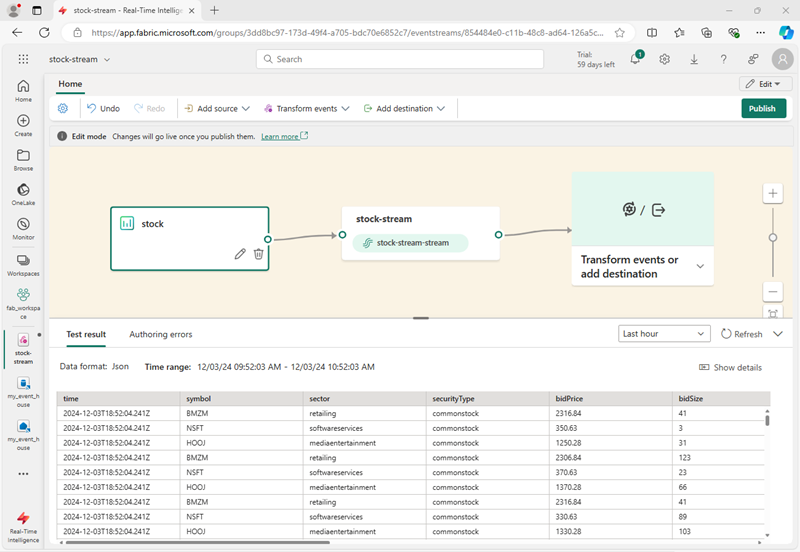 stock-stream - Real-Time Intelligence
https://app.fabric.microsoft.com/groups/3dd8bc97-173d-49f4-a705-bdc70e6852c7/eventstreams/854484e0-c11b-48c8-ad64-126a5c...
stock-stream
Search
Trial:
59 days left
1
Home
Edit
Undo
Redo
Add source
Transform events
Add destination
Publish
Edit mode Changes will go live once you publish them. Learn more
Home
Create
Browse
OneLake
Monitor
Workspaces
fab_workspa
ce
stock-
stream
my_event_h
ouse
my_event_h
ouse
Real-Time
Intelligence
stock
stock-stream
stock-stream-stream
/
Transform events or
add destination
Test result
Authoring errors
Last hour
Refresh
Data format: Json
Time range: 12/03/24 09:52:03 AM - 12/03/24 10:52:03 AM
Show details
time symbol sector securityType bidPrice bidSize
2024-12-03T18:52:04.241Z BMZM retailing commonstock 2316.84 41
2024-12-03T18:52:04.241Z NSFT softwareservices commonstock 350.63 3
2024-12-03T18:52:04.241Z HOOJ mediaentertainment commonstock 1250.28 31
2024-12-03T18:52:04.241Z BMZM retailing commonstock 2306.84 123
2024-12-03T18:52:04.241Z NSFT softwareservices commonstock 370.63 23
2024-12-03T18:52:04.241Z HOOJ mediaentertainment commonstock 1370.28 66
2024-12-03T18:52:04.241Z BMZM retailing commonstock 2316.84 41
2024-12-03T18:52:04.241Z NSFT softwareservices commonstock 330.63 89
2024-12-03T18:52:04.241Z HOOJ mediaentertainment commonstock 1330.28 103